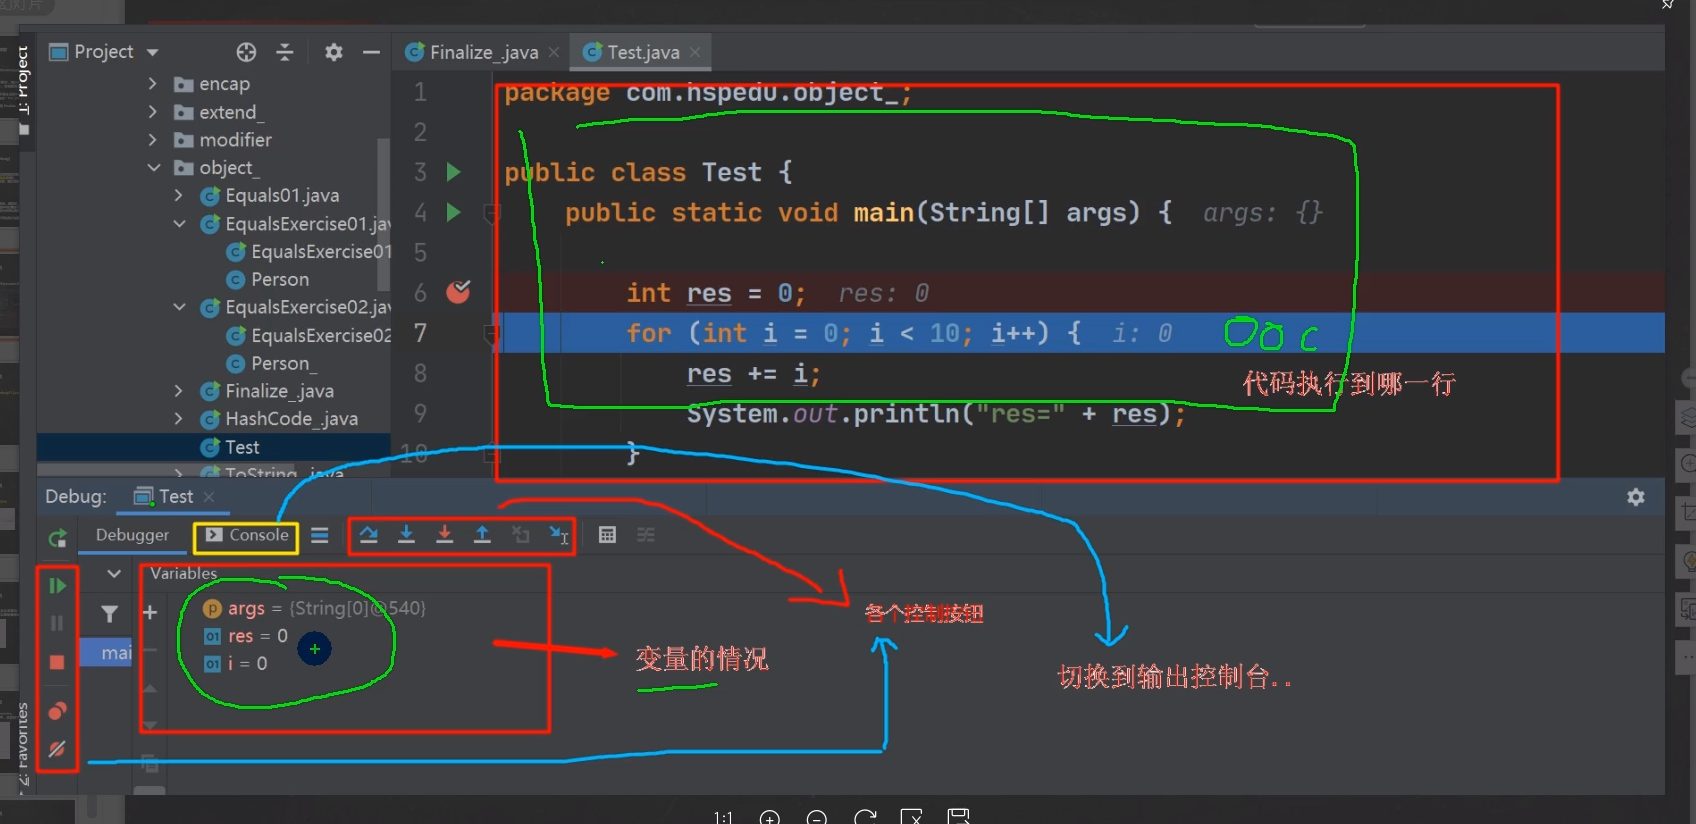 Project
Finalize_.java
Test.java
1: Project
encap
extend_
modifier
object_
Equals01.java
EqualsExercise01.jav
EqualsExercise01
Person
EqualsExercise02.jav
EqualsExercise02
Person_
Finalize_.java
HashCode_.java
Test
ToString_.java
1 package com.hspedu.object_;
2
3 public class Test {
4 public static void main(String[] args) { args: {}
5
6 int res = 0; res: 0
7 for (int i = 0; i < 10; i++) { i: 0
8 res += i;
代码执行到哪一行
9 System.out.println("res=" + res);
10 }
Debug: Test
Debugger
Console
Variables
args = {String[0]@540}
res = 0
i = 0
mai
各个控制按钮
变量的情况
切换到输出控制台..
2: Favorites
1:1